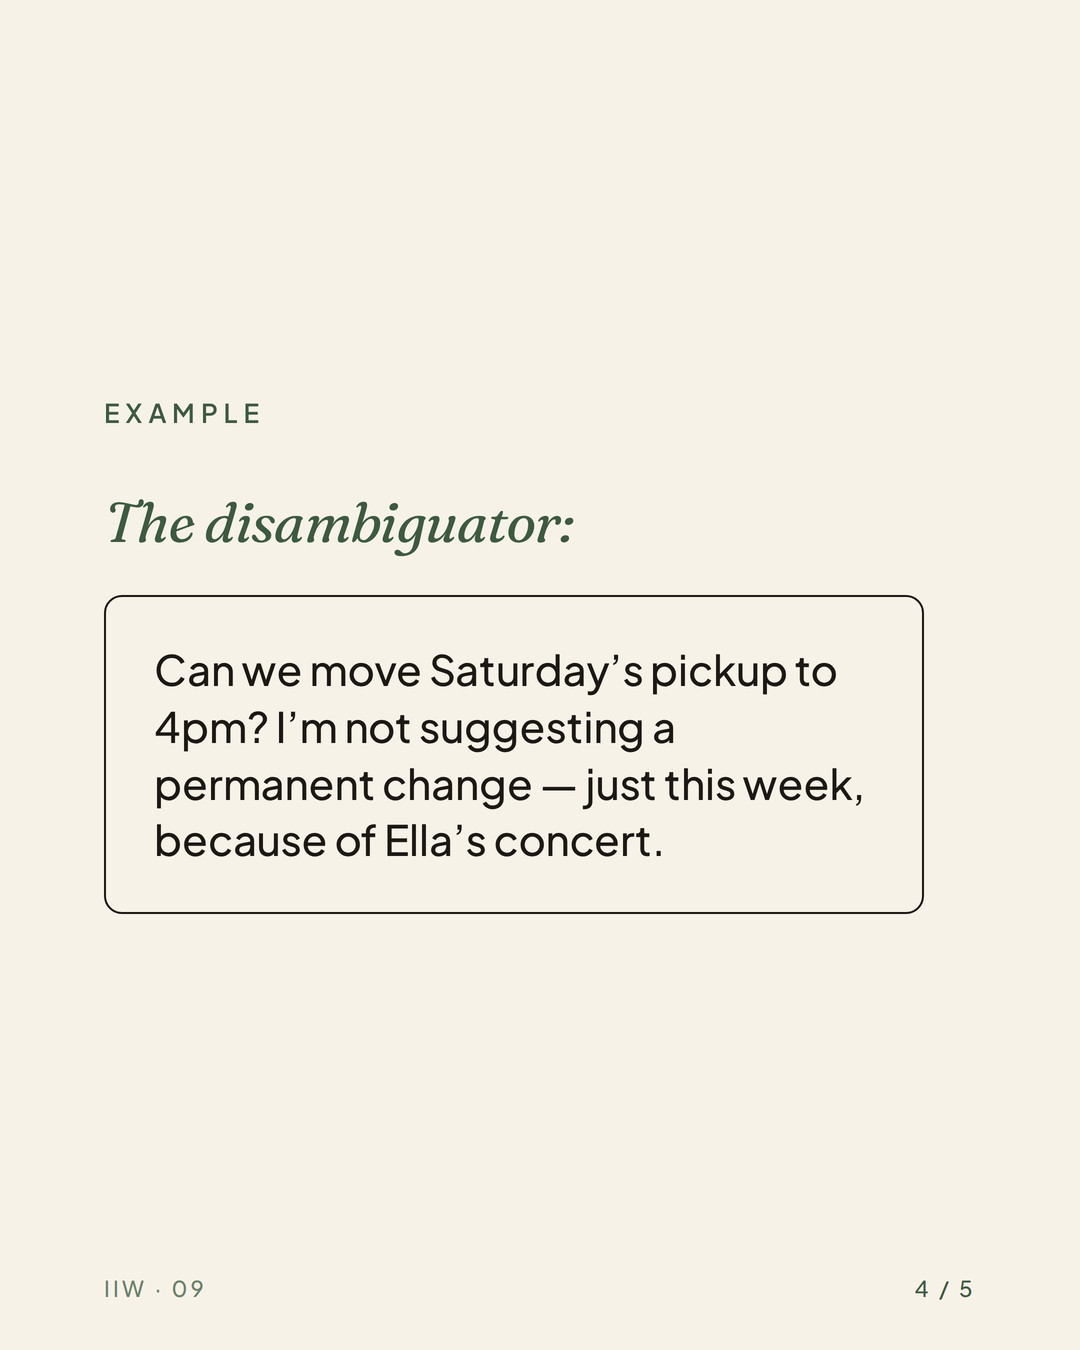 EXAMPLE
The disambiguator:
Can we move Saturday’s pickup to
4pm? I’m not suggesting a
permanent change — just this week,
because of Ella’s concert.
IIW · 09
4 / 5